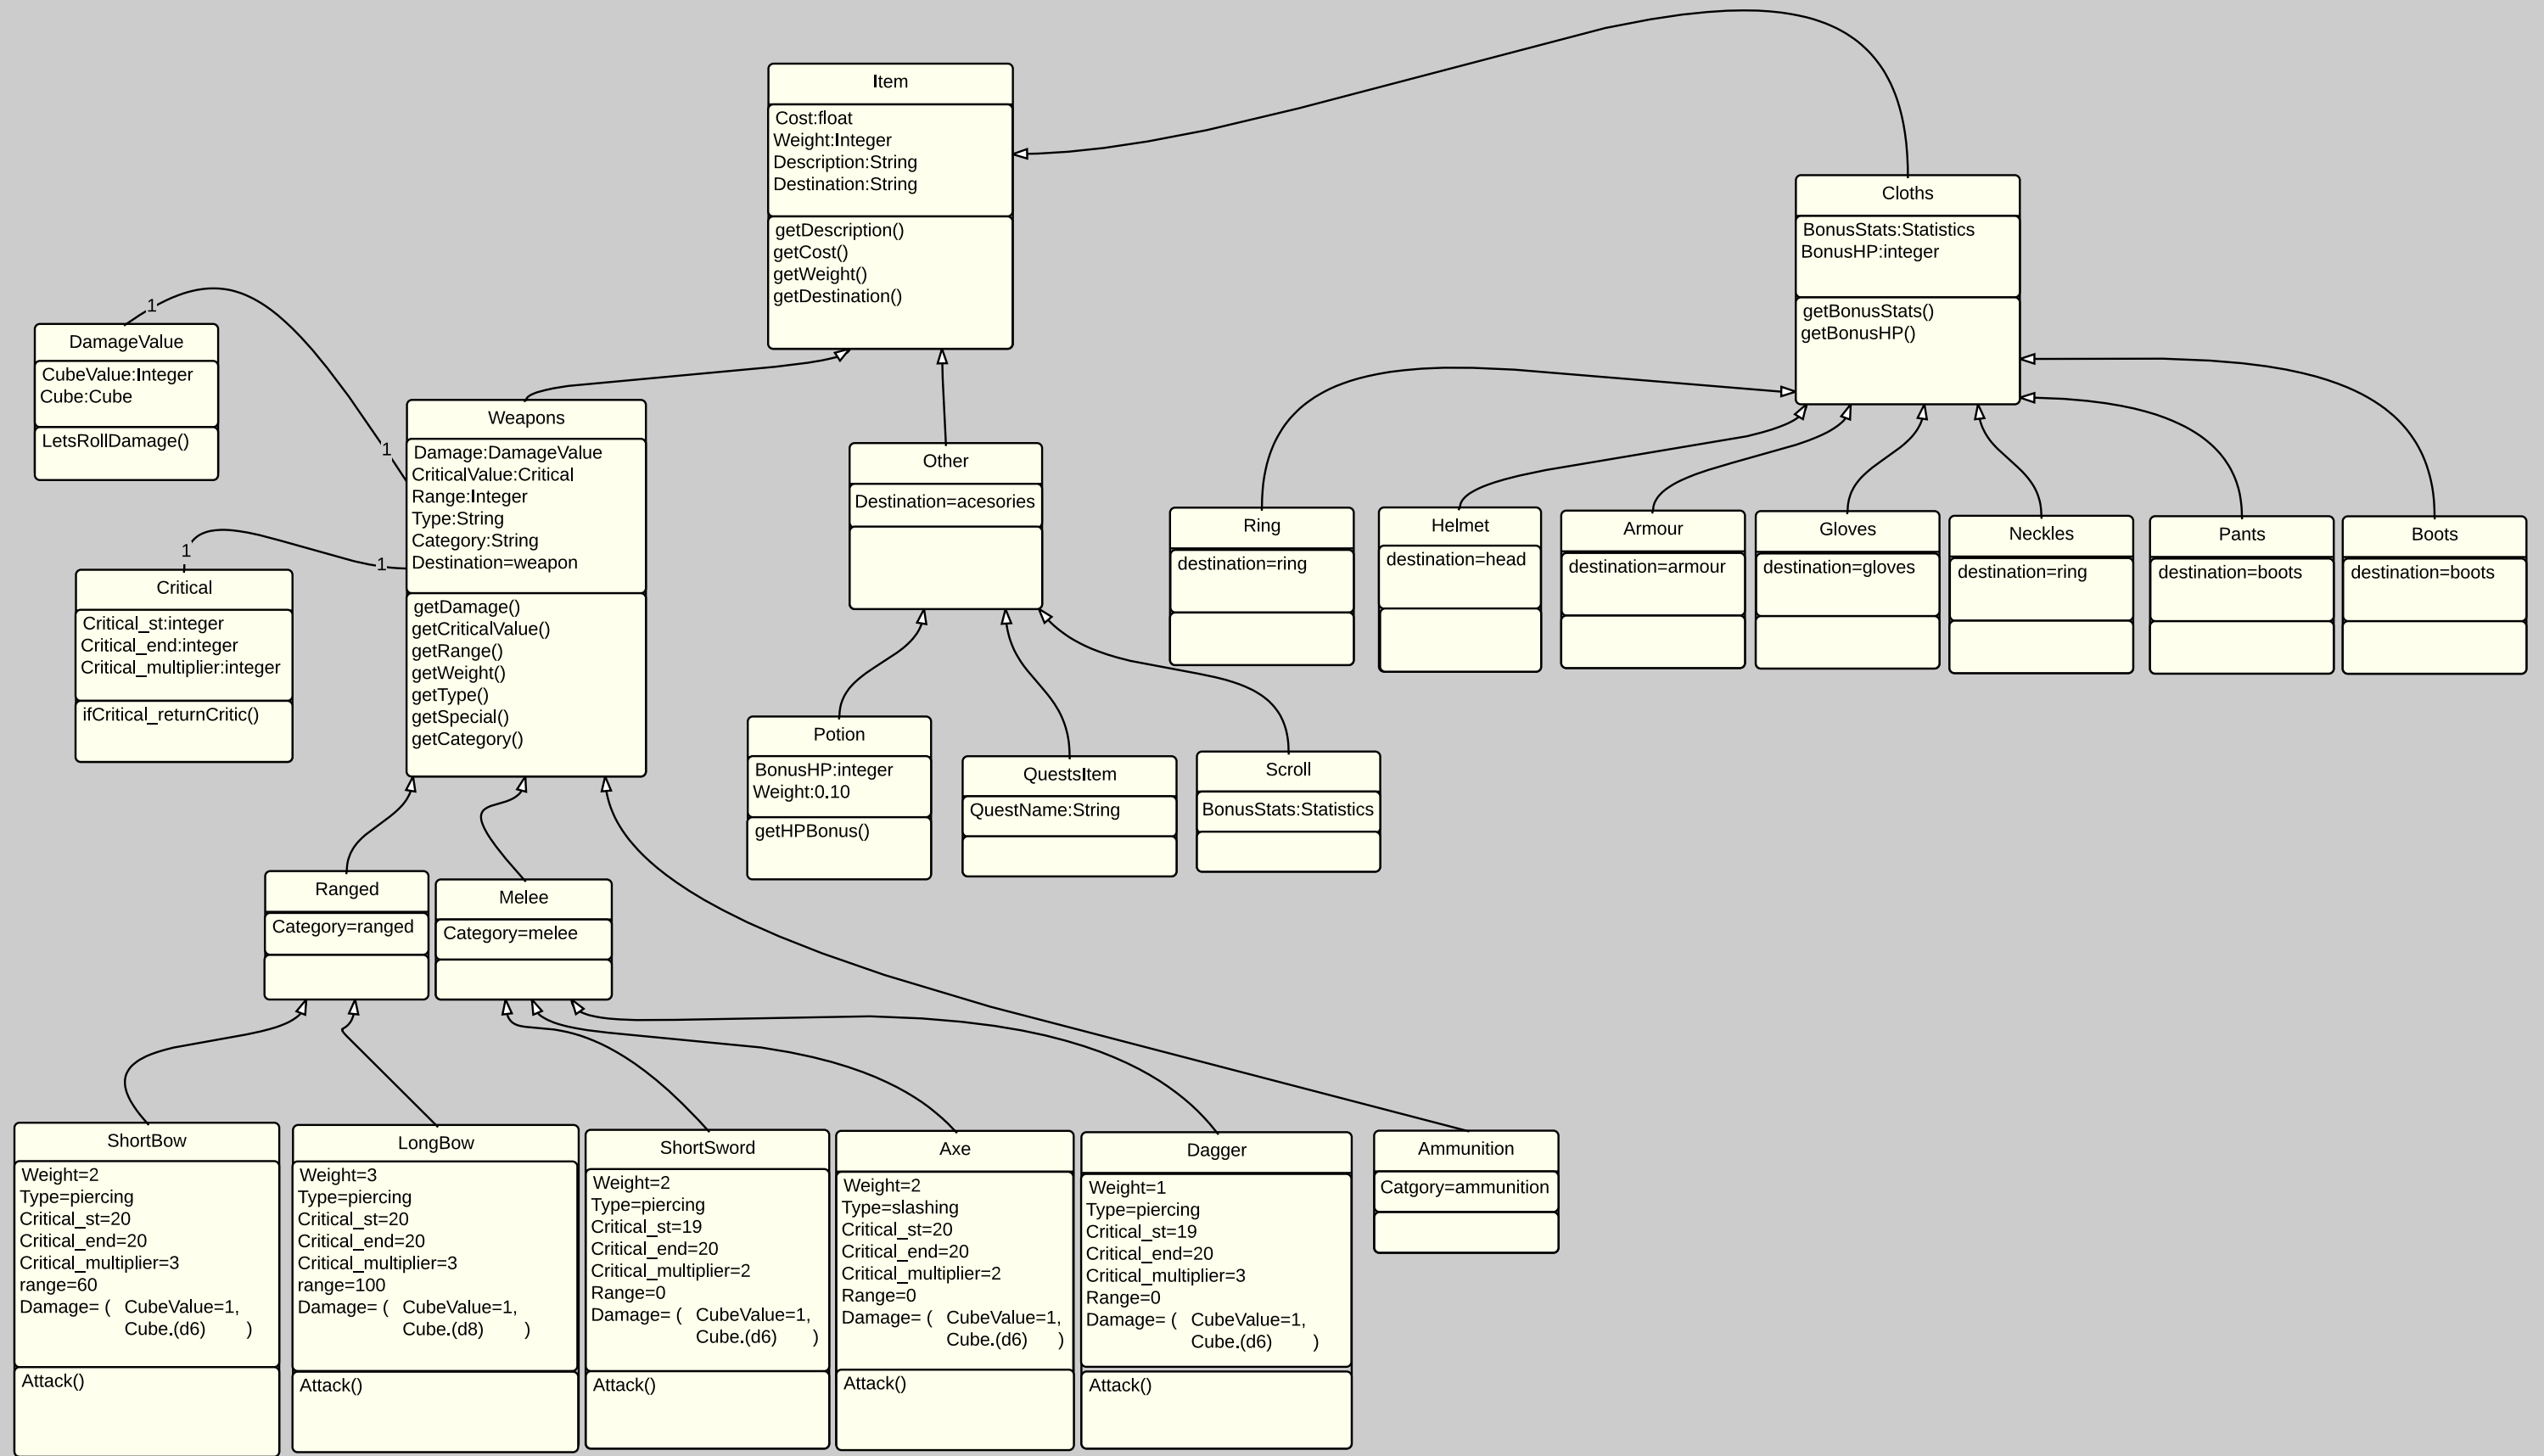 Item
Cost:float
Weight:Integer
Description:String
Destination:String
getDescription()
getCost()
getWeight()
getDestination()
Cloths
BonusStats:Statistics
BonusHP:integer
getBonusStats()
getBonusHP()
1
1
DamageValue
CubeValue:Integer
Cube:Cube
LetsRollDamage()
Weapons
Damage:DamageValue
CriticalValue:Critical
Range:Integer
Type:String
Category:String
Destination=weapon
getDamage()
getCriticalValue()
getRange()
getWeight()
getType()
getSpecial()
getCategory()
1
1
Critical
Critical_st:integer
Critical_end:integer
Critical_multiplier:integer
ifCritical_returnCritic()
Other
Destination=acesories
Ring
destination=ring
Helmet
destination=head
Armour
destination=armour
Gloves
destination=gloves
Neckles
destination=ring
Pants
destination=boots
Boots
destination=boots
Potion
BonusHP:integer
Weight:0.10
getHPBonus()
QuestsItem
QuestName:String
Scroll
BonusStats:Statistics
Ranged
Category=ranged
Melee
Category=melee
ShortBow
Weight=2
Type=piercing
Critical_st=20
Critical_end=20
Critical_multiplier=3
range=60
Damage= ( CubeValue=1,
Cube.(d6) )
Attack()
LongBow
Weight=3
Type=piercing
Critical_st=20
Critical_end=20
Critical_multiplier=3
range=100
Damage= ( CubeValue=1,
Cube.(d8) )
Attack()
ShortSword
Weight=2
Type=piercing
Critical_st=19
Critical_end=20
Critical_multiplier=2
Range=0
Damage= ( CubeValue=1,
Cube.(d6) )
Attack()
Axe
Weight=2
Type=slashing
Critical_st=20
Critical_end=20
Critical_multiplier=2
Range=0
Damage= ( CubeValue=1,
Cube.(d6) )
Attack()
Dagger
Weight=1
Type=piercing
Critical_st=19
Critical_end=20
Critical_multiplier=3
Range=0
Damage= ( CubeValue=1,
Cube.(d6) )
Attack()
Ammunition
Catgory=ammunition